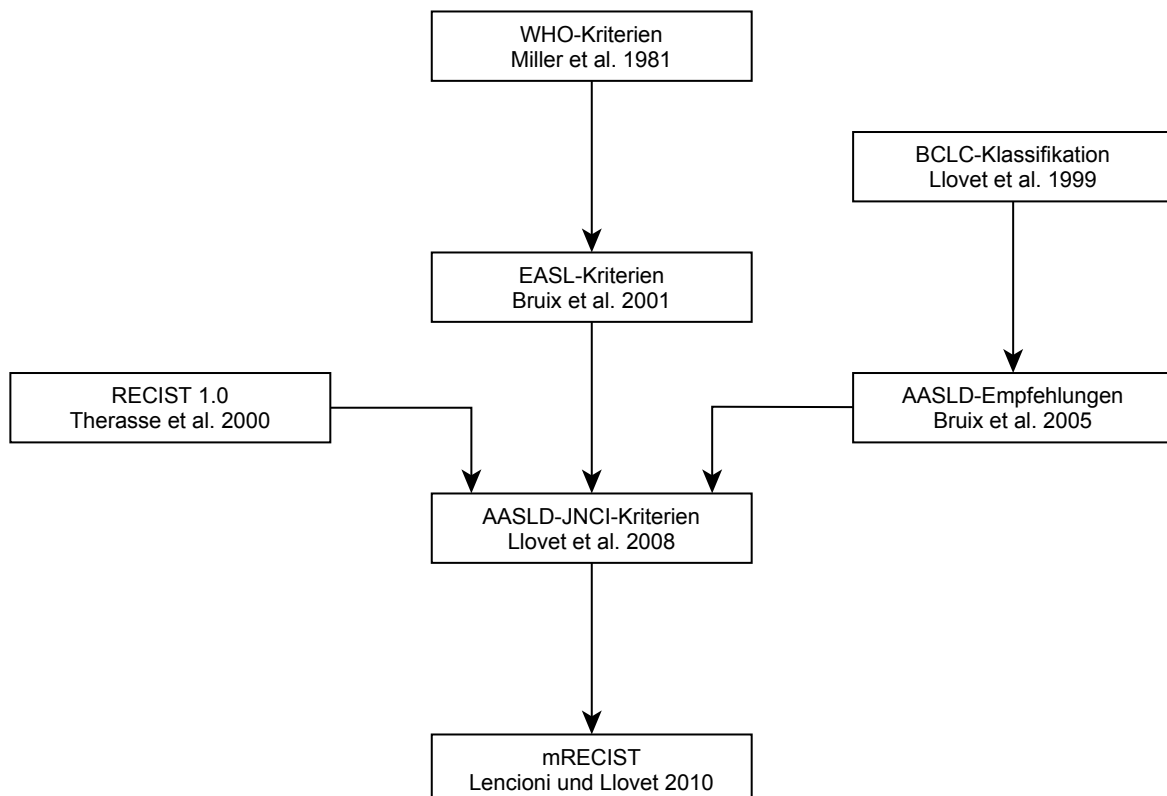 WHO-Kriterien
Miller et al. 1981
BCLC-Klassifikation
Llovet et al. 1999
EASL-Kriterien
Bruix et al. 2001
RECIST 1.0
Therasse et al. 2000
AASLD-Empfehlungen
Bruix et al. 2005
AASLD-JNCI-Kriterien
Llovet et al. 2008
mRECIST
Lencioni und Llovet 2010